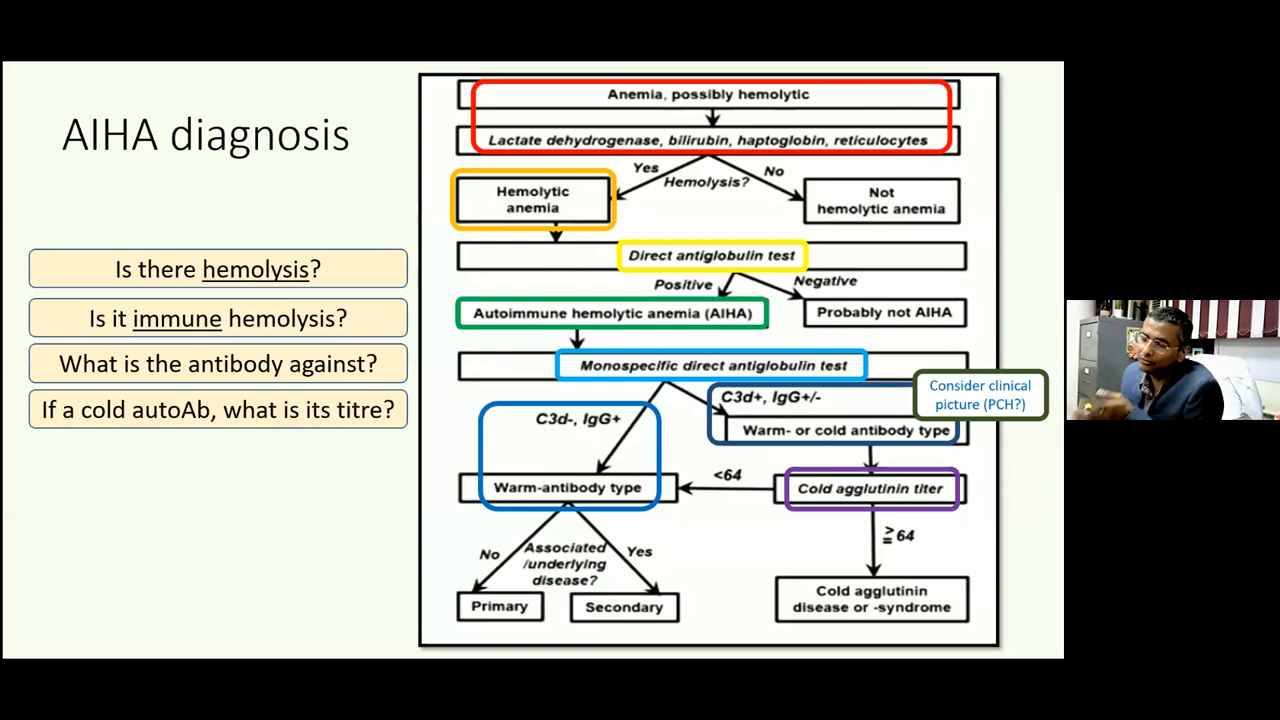 AIHA diagnosis
Is there hemolysis?
Is it immune hemolysis?
What is the antibody against?
If a cold autoAb, what is its titre?
Anemia, possibly hemolytic
Lactate dehydrogenase, bilirubin, haptoglobin, reticulocytes
Yes
Hemolysis?
No
Hemolytic
anemia
Not
hemolytic anemia
Direct antiglobulin test
Positive
Negative
Autoimmune hemolytic anemia (AIHA)
Probably not AIHA
Monospecific direct antiglobulin test
Consider clinical
picture (PCH?)
C3d-, IgG+
C3d+, IgG+/-
Warm- or cold antibody type
Warm-antibody type
<64
Cold agglutinin titer
≥ 64
No
Associated
/underlying
disease?
Yes
Primary
Secondary
Cold agglutinin
disease or -syndrome